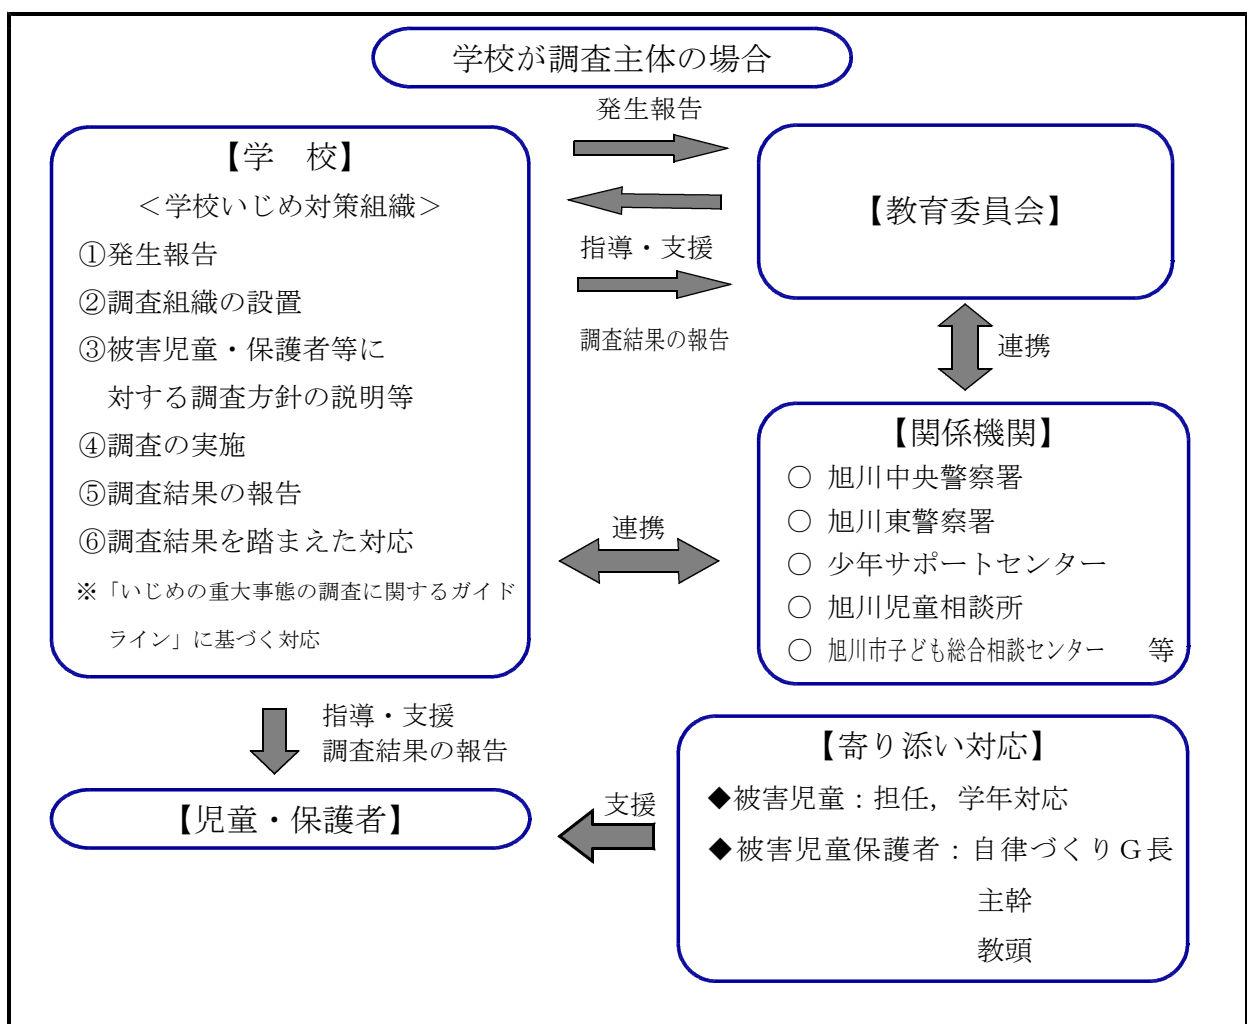 学校が調査主体の場合
【学　校】
＜学校いじめ対策組織＞
①発生報告
②調査組織の設置
③被害児童・保護者等に
対する調査方針の説明等
④調査の実施
⑤調査結果の報告
⑥調査結果を踏まえた対応
※「いじめの重大事態の調査に関するガイド
ライン」に基づく対応
発生報告
指導・支援
調査結果の報告
【教育委員会】
連携
【関係機関】
○ 旭川中央警察署
○ 旭川東警察署
○ 少年サポートセンター
○ 旭川児童相談所
○ 旭川市子ども総合相談センター　等
連携
指導・支援
調査結果の報告
【児童・保護者】
支援
【寄り添い対応】
◆被害児童：担任，学年対応
◆被害児童保護者：自律づくりＧ長
主幹
教頭